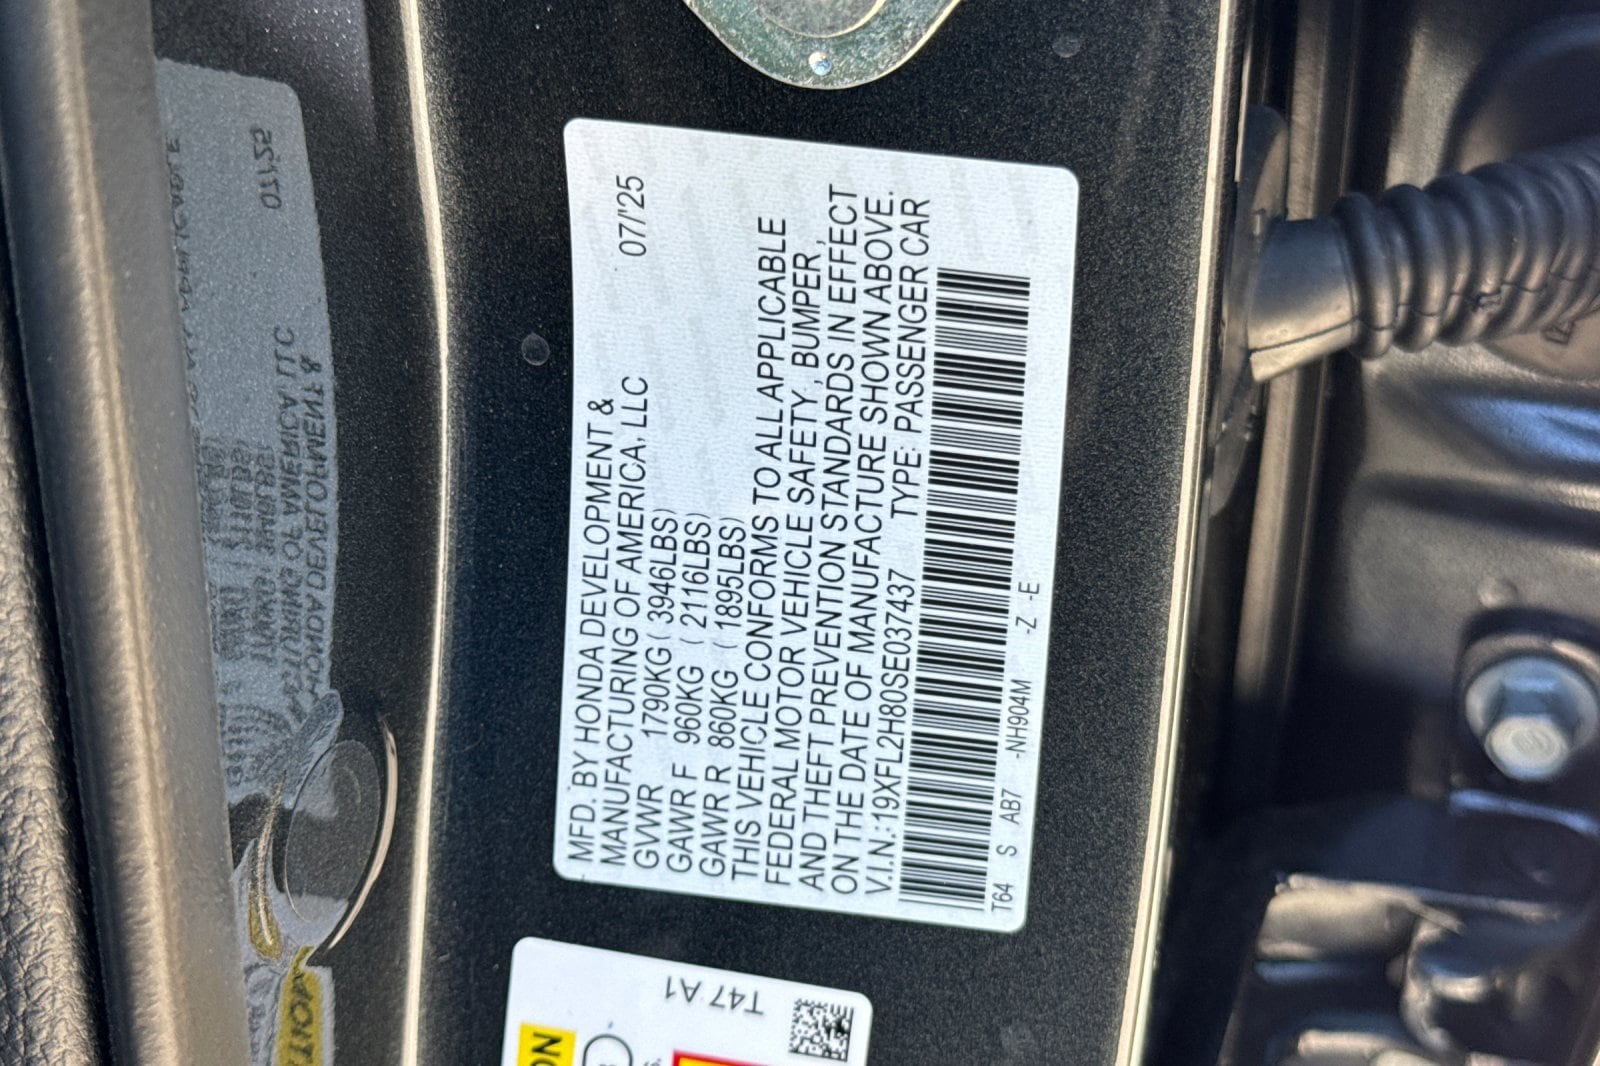 MFD. BY HONDA DEVELOPMENT &
MANUFACTURING OF AMERICA, LLC 07/'25
GVWR 1790KG ( 3946LBS)
GAWR F 960KG ( 2116LBS)
GAWR R 860KG ( 1895LBS)
THIS VEHICLE CONFORMS TO ALL APPLICABLE
FEDERAL MOTOR VEHICLE SAFETY, BUMPER,
AND THEFT PREVENTION STANDARDS IN EFFECT
ON THE DATE OF MANUFACTURE SHOWN ABOVE.
V.I.N.:19XFL2H80SE037437 TYPE: PASSENGER CAR
T64 S AB7 -NH904M -Z -E
T47 A1